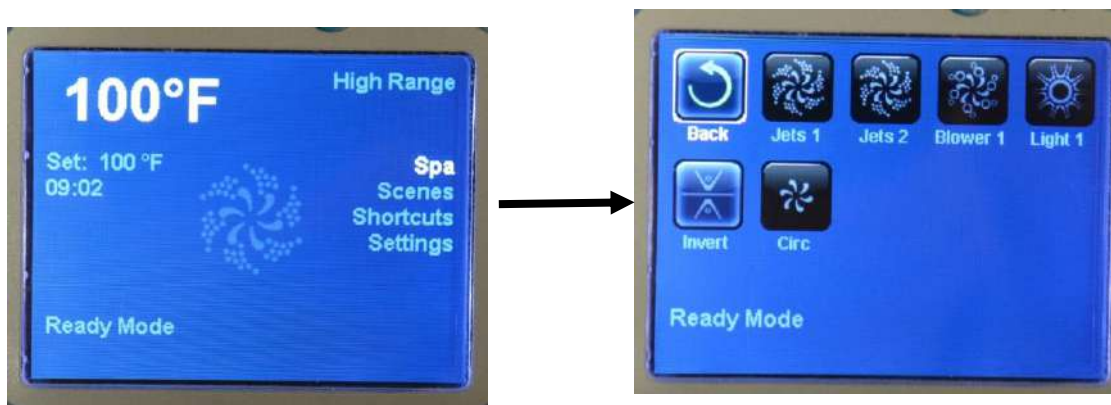 100°F
High Range
Set: 100 °F
09:02
Spa
Scenes
Shortcuts
Settings
Ready Mode
Back Jets 1 Jets 2 Blower 1 Light 1
Invert Circ
Ready Mode